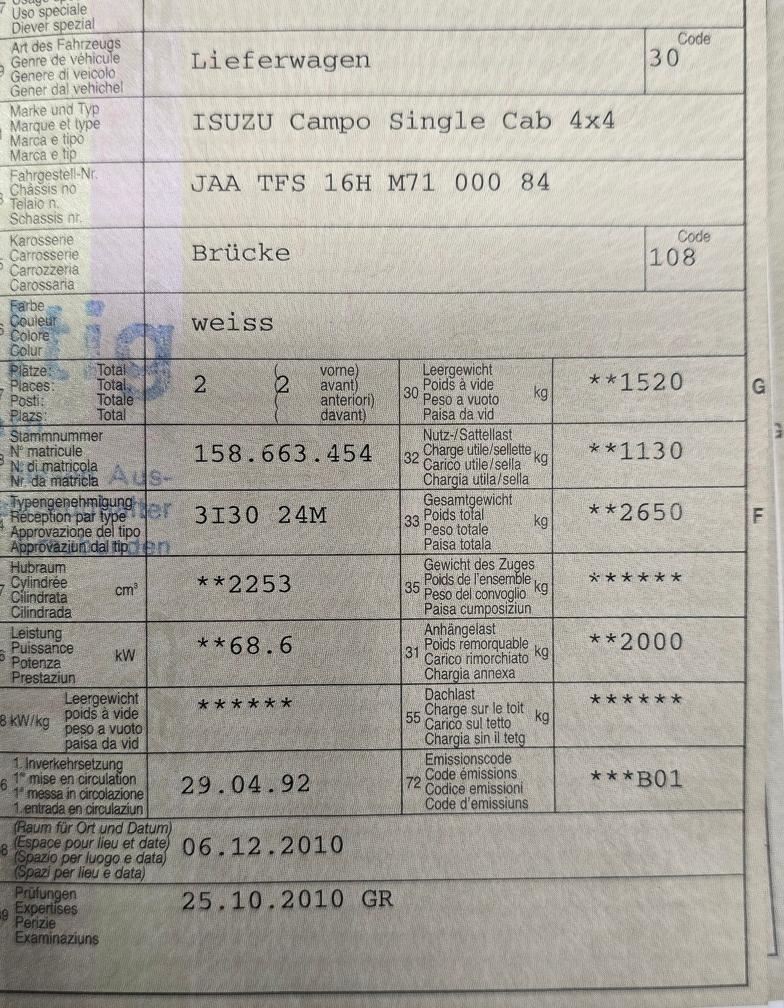 Uso speciale
Diever spezial
Art des Fahrzeugs
Genre de véhicule
Genere di veicolo
Gener dal vehichel
Lieferwagen
Code
30
Marke und Typ
Marque et type
Marca e tipo
Marca e tip
ISUZU Campo Single Cab 4x4
Fahrgestell-Nr.
Châssis no
Telaio n.
Schassis nr.
JAA TFS 16H M71 000 84
Karosserie
Carrosserie
Carrozzeria
Carossaria
Brücke
Code
108
Farbe
Couleur
Colore
Colur
weiss
Plätze: Total
Places: Total
Posti: Totale
Plazs: Total
2 (2
vorne)
avant)
anteriori)
davant)
30
Leergewicht
Poids à vide
Peso a vuoto
Paisa da vid
kg
**1520
G
Stammnummer
N° matricule
N. di matricola
Nr. da matricla
158.663.454
32
Nutz-/Sattellast
Charge utile/sellette
Carico utile/sella
Chargia utila/sella
kg
**1130
Typengenehmigung
Réception par type
Approvazione del tipo
Approvaziun dal tip
3I30 24M
33
Gesamtgewicht
Poids total
Peso totale
Paisa totala
kg
**2650
F
Hubraum
Cylindrée
Cilindrata
Cilindrada
cm³
**2253
35
Gewicht des Zuges
Poids de l'ensemble
Peso del convoglio
Paisa cumposiziun
kg
******
Leistung
Puissance
Potenza
Prestaziun
kW
**68.6
31
Anhängelast
Poids remorquable
Carico rimorchiato
Chargia annexa
kg
**2000
8 kW/kg
Leergewicht
poids à vide
peso a vuoto
paisa da vid
******
55
Dachlast
Charge sur le toit
Carico sul tetto
Chargia sin il tetg
kg
******
1. Inverkehrsetzung
1re mise en circulation
1a messa in circolazione
1. entrada en circulaziun
29.04.92
72
Emissionscode
Code émissions
Codice emissioni
Code d'emissiuns
***B01
(Raum für Ort und Datum)
(Espace pour lieu et date)
(Spazio per luogo e data)
(Spazi per lieu e data)
06.12.2010
Prüfungen
Expertises
Perizie
Examinaziuns
25.10.2010 GR
tig
Aus-